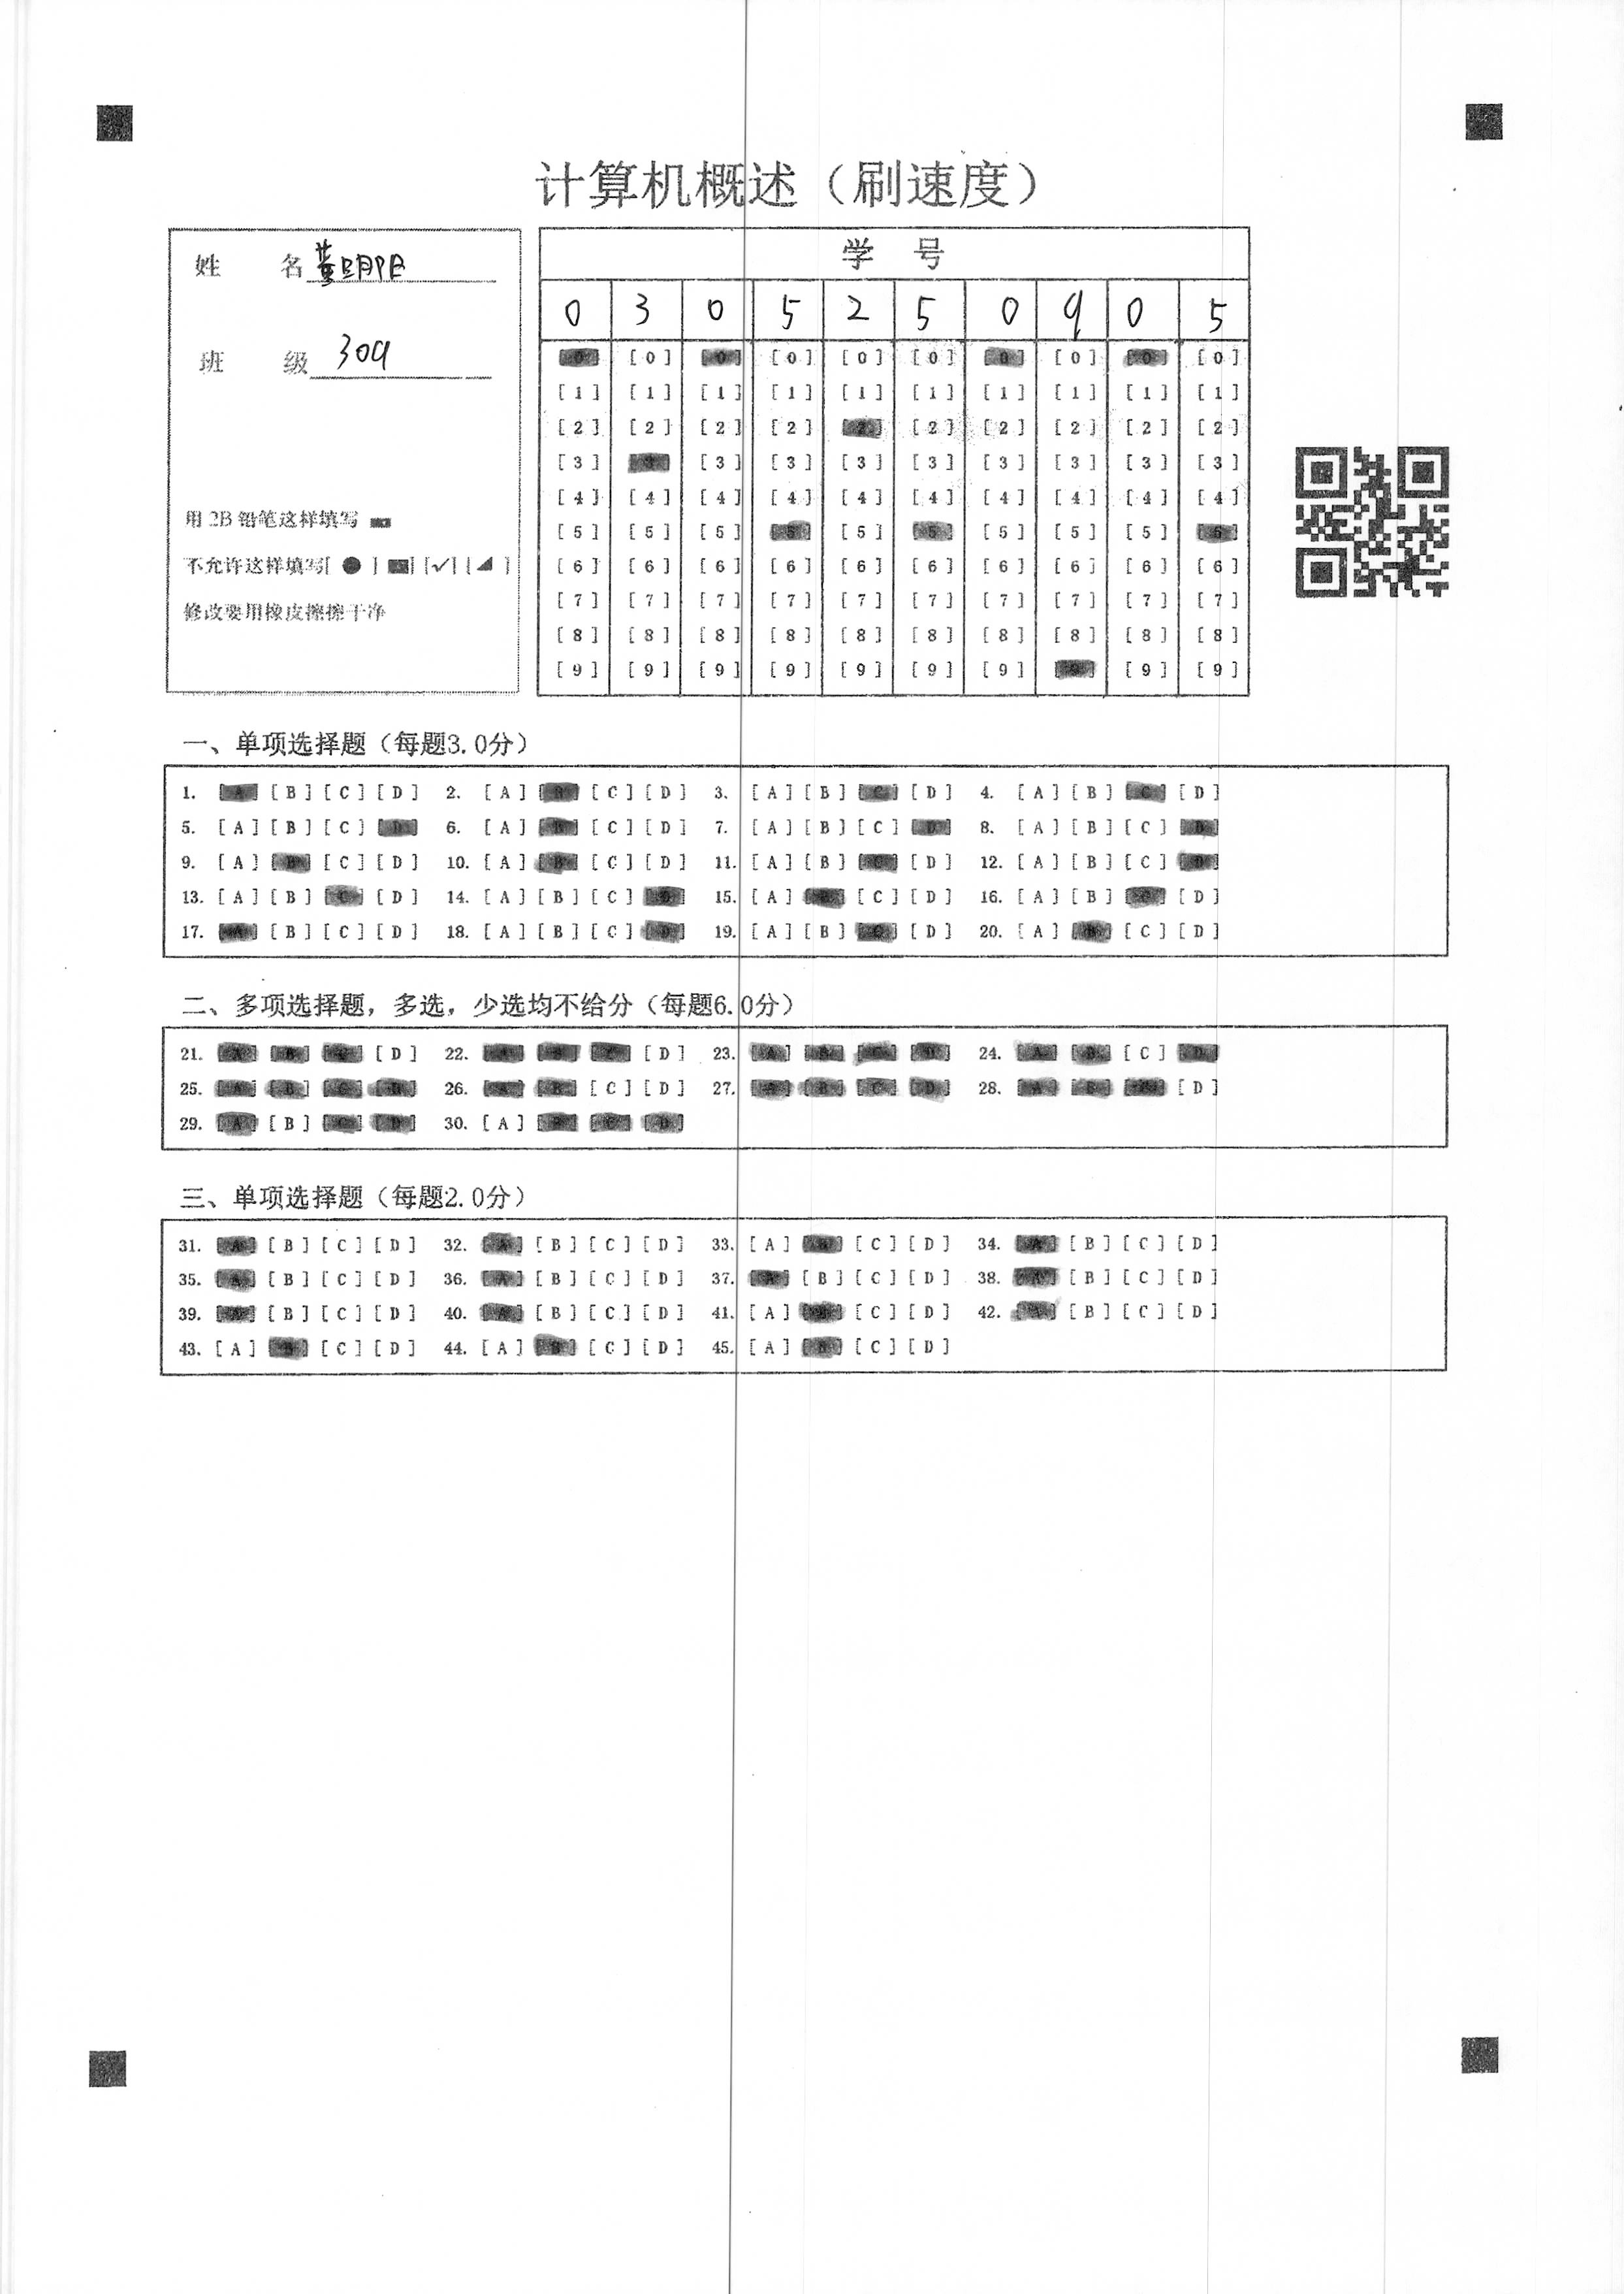 计算机概述（刷速度）
姓 名 黄明阳
班 级 309
用 2B 铅笔这样填写
不允许这样填写[ ● ] [√] [ ]
修改要用橡皮擦擦干净
学 号
0 3 0 5 2 5 0 9 0 5
[0] [0] [0] [0] [0] [0] [0] [0] [0] [0]
[1] [1] [1] [1] [1] [1] [1] [1] [1] [1]
[2] [2] [2] [2] [2] [2] [2] [2] [2] [2]
[3] [3] [3] [3] [3] [3] [3] [3] [3] [3]
[4] [4] [4] [4] [4] [4] [4] [4] [4] [4]
[5] [5] [5] [5] [5] [5] [5] [5] [5] [5]
[6] [6] [6] [6] [6] [6] [6] [6] [6] [6]
[7] [7] [7] [7] [7] [7] [7] [7] [7] [7]
[8] [8] [8] [8] [8] [8] [8] [8] [8] [8]
[9] [9] [9] [9] [9] [9] [9] [9] [9] [9]
一、单项选择题（每题3.0分）
1. [A] [B] [C] [D] 2. [A] [B] [C] [D] 3、 [A] [B] [C] [D] 4. [A] [B] [C] [D]
5. [A] [B] [C] [D] 6. [A] [B] [C] [D] 7. [A] [B] [C] [D] 8. [A] [B] [C] [D]
9. [A] [B] [C] [D] 10. [A] [B] [C] [D] 11. [A] [B] [C] [D] 12. [A] [B] [C] [D]
13. [A] [B] [C] [D] 14. [A] [B] [C] [D] 15. [A] [B] [C] [D] 16. [A] [B] [C] [D]
17. [A] [B] [C] [D] 18. [A] [B] [C] [D] 19. [A] [B] [C] [D] 20. [A] [B] [C] [D]
二、多项选择题，多选，少选均不给分（每题6.0分）
21. [A] [B] [C] [D] 22. [A] [B] [C] [D] 23. [A] [B] [C] [D] 24. [A] [B] [C] [D]
25. [A] [B] [C] [D] 26. [A] [B] [C] [D] 27. [A] [B] [C] [D] 28. [A] [B] [C] [D]
29. [A] [B] [C] [D] 30. [A] [B] [C] [D]
三、单项选择题（每题2.0分）
31. [A] [B] [C] [D] 32. [A] [B] [C] [D] 33. [A] [B] [C] [D] 34. [A] [B] [C] [D]
35. [A] [B] [C] [D] 36. [A] [B] [C] [D] 37. [A] [B] [C] [D] 38. [A] [B] [C] [D]
39. [A] [B] [C] [D] 40. [A] [B] [C] [D] 41. [A] [B] [C] [D] 42. [A] [B] [C] [D]
43. [A] [B] [C] [D] 44. [A] [B] [C] [D] 45. [A] [B] [C] [D]